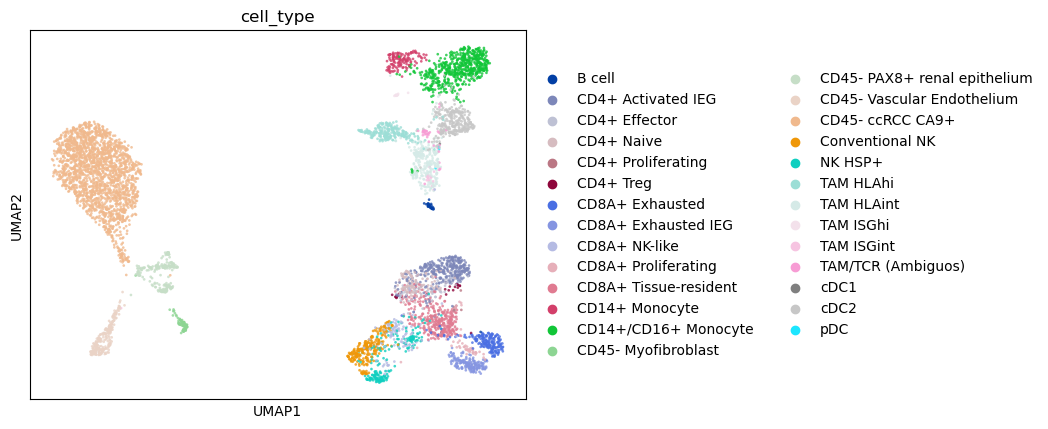 cell_type
UMAP2
UMAP1
B cell
CD4+ Activated IEG
CD4+ Effector
CD4+ Naive
CD4+ Proliferating
CD4+ Treg
CD8A+ Exhausted
CD8A+ Exhausted IEG
CD8A+ NK-like
CD8A+ Proliferating
CD8A+ Tissue-resident
CD14+ Monocyte
CD14+/CD16+ Monocyte
CD45- Myofibroblast
CD45- PAX8+ renal epithelium
CD45- Vascular Endothelium
CD45- ccRCC CA9+
Conventional NK
NK HSP+
TAM HLAhi
TAM HLAint
TAM ISGhi
TAM ISGint
TAM/TCR (Ambiguos)
cDC1
cDC2
pDC